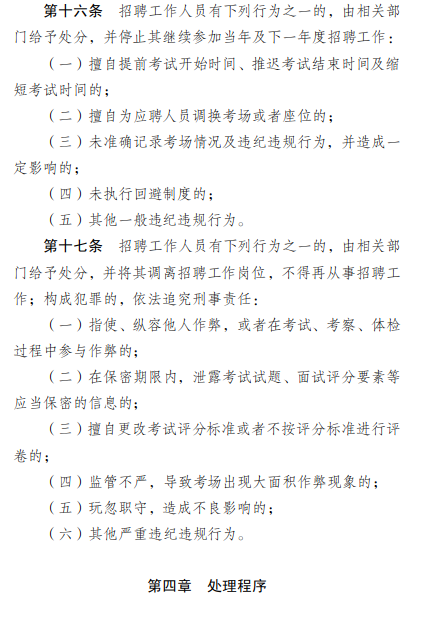 第十六条　招聘工作人员有下列行为之一的，由相关部
门给予处分，并停止其继续参加当年及下一年度招聘工作：
（一）擅自提前考试开始时间、推迟考试结束时间及缩
短考试时间的；
（二）擅自为应聘人员调换考场或者座位的；
（三）未准确记录考场情况及违纪违规行为，并造成一
定影响的；
（四）未执行回避制度的；
（五）其他一般违纪违规行为。
第十七条　招聘工作人员有下列行为之一的，由相关部
门给予处分，并将其调离招聘工作岗位，不得再从事招聘工
作；构成犯罪的，依法追究刑事责任：
（一）指使、纵容他人作弊，或者在考试、考察、体检
过程中参与作弊的；
（二）在保密期限内，泄露考试试题、面试评分要素等
应当保密的信息的；
（三）擅自更改考试评分标准或者不按评分标准进行评
卷的；
（四）监管不严，导致考场出现大面积作弊现象的；
（五）玩忽职守，造成不良影响的；
（六）其他严重违纪违规行为。
第四章　处理程序